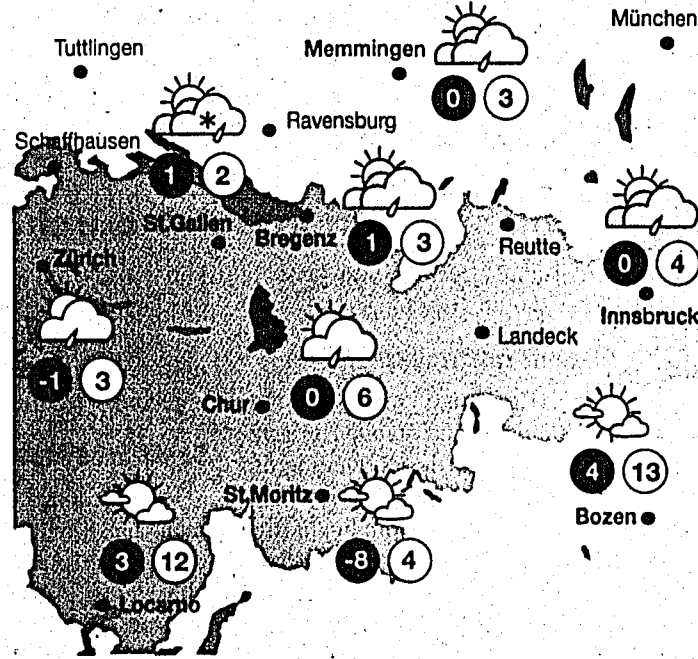 München
Tuttlingen
Memmingen
0 3
Ravensburg
Schaffhausen
1 2
St.Gallen
Bregenz
1 3
Reutte
Zürich
0 4
Innsbruck
Landeck
-1 3
0 6
Chur
4 13
St.Moritz
Bozen
3 12
-8 4
Locarno